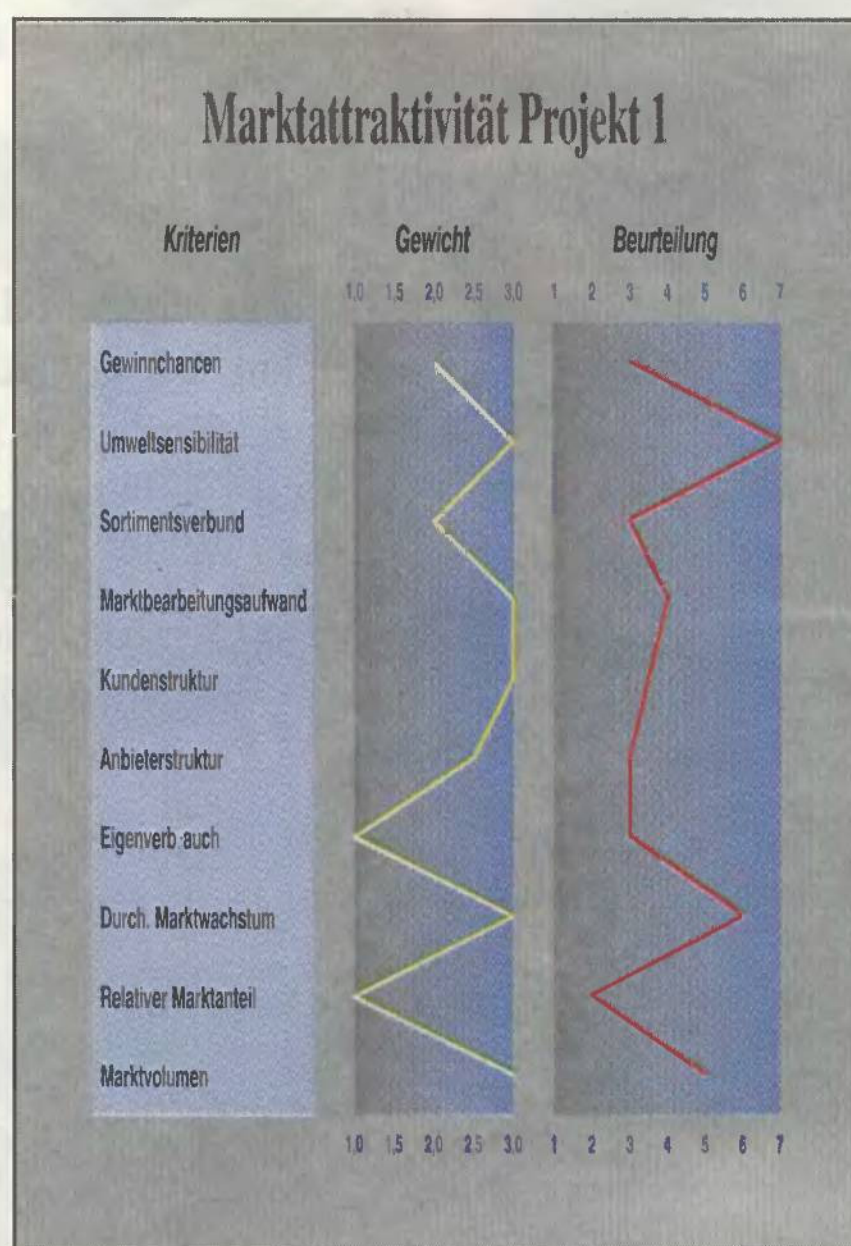 Marktattraktivität Projekt 1
Kriterien Gewicht Beurteilung
1,0 1,5 2,0 2,5 3,0 1 2 3 4 5 6 7
Gewinnchancen
Umweltsensibilität
Sortimentsverbund
Marktbearbeitungsaufwand
Kundenstruktur
Anbieterstruktur
Eigenverb auch
Durch. Marktwachstum
Relativer Marktanteil
Marktvolumen
1,0 1,5 2,0 2,5 3,0 1 2 3 4 5 6 7